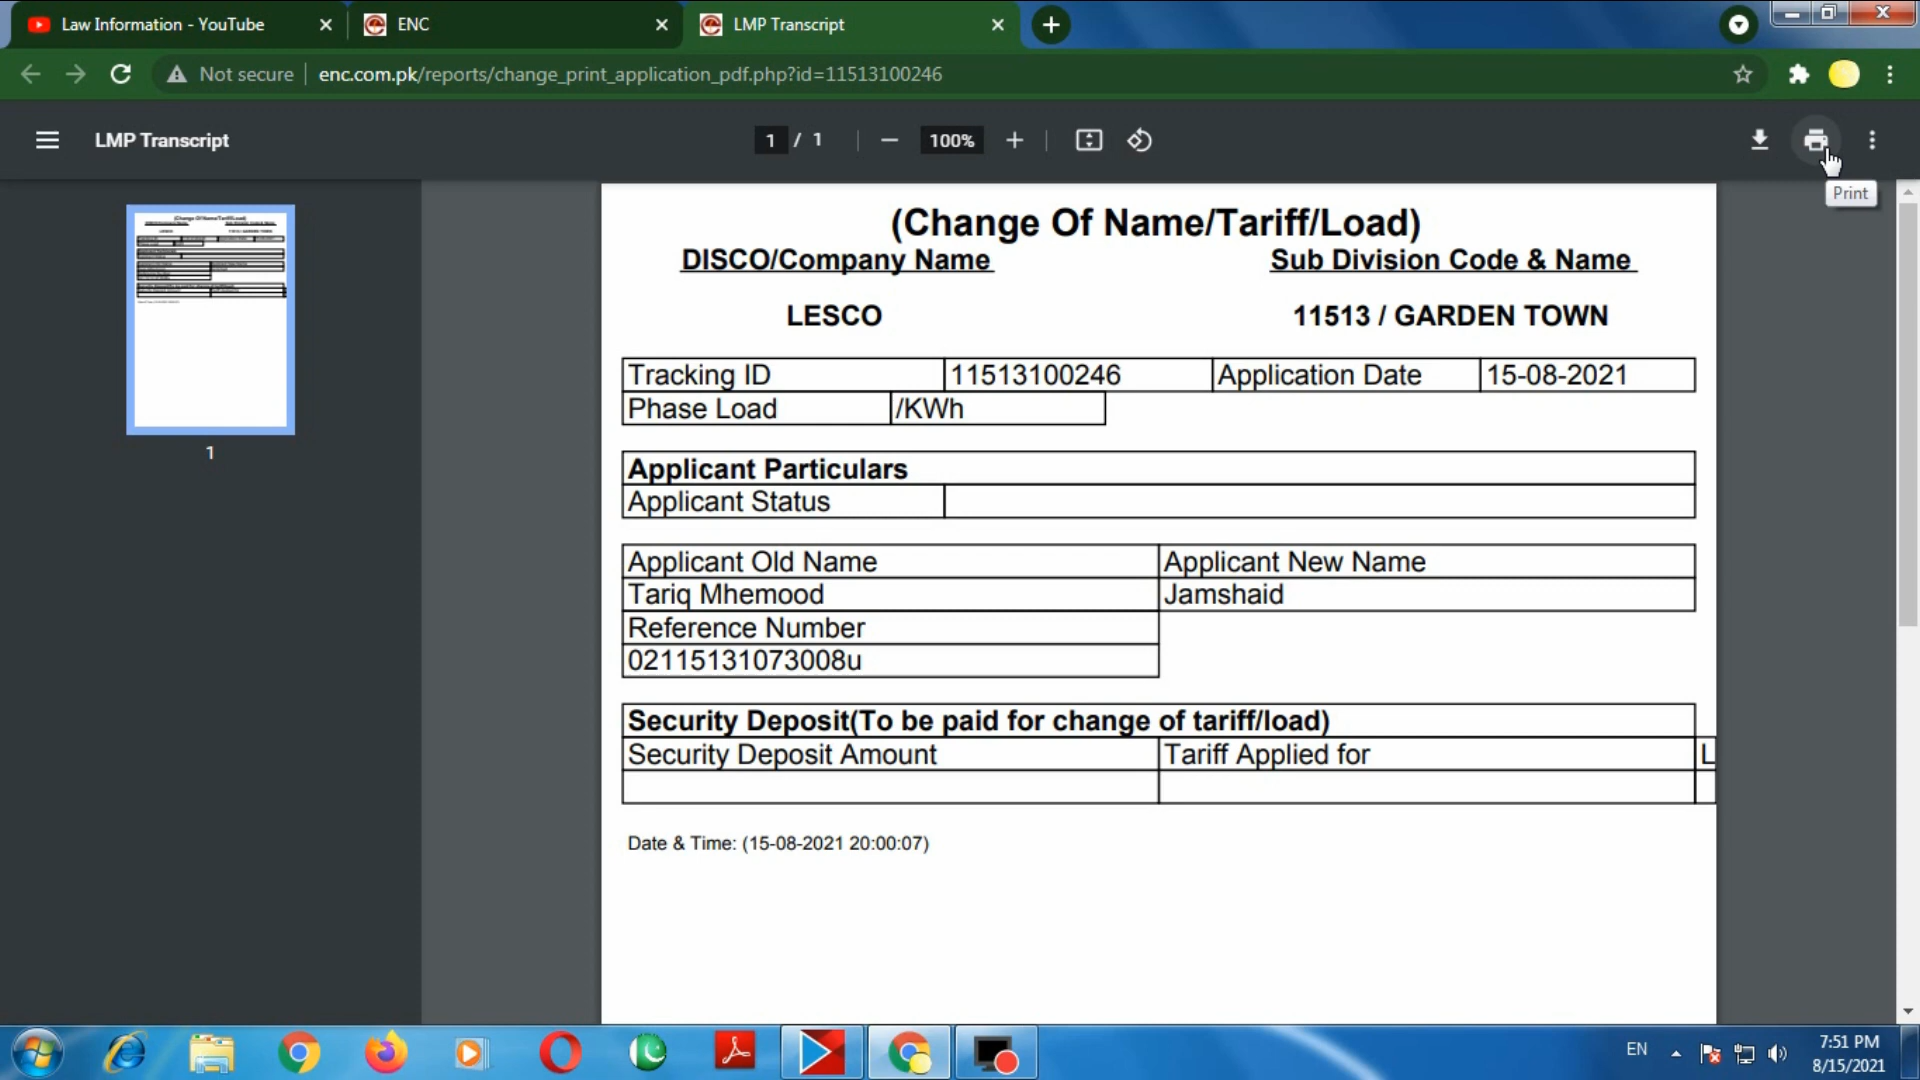 Law Information - YouTube
ENC
LMP Transcript
Not secure
enc.com.pk/reports/change_print_application_pdf.php?id=11513100246
LMP Transcript
1 / 1
100%
Print
1
(Change Of Name/Tariff/Load)
DISCO/Company Name
Sub Division Code & Name
LESCO
11513 / GARDEN TOWN
Tracking ID
11513100246
Application Date
15-08-2021
Phase Load
/KWh
Applicant Particulars
Applicant Status
Applicant Old Name
Applicant New Name
Tariq Mhemood
Jamshaid
Reference Number
02115131073008u
Security Deposit(To be paid for change of tariff/load)
Security Deposit Amount
Tariff Applied for
L
Date & Time: (15-08-2021 20:00:07)
EN
7:51 PM
8/15/2021